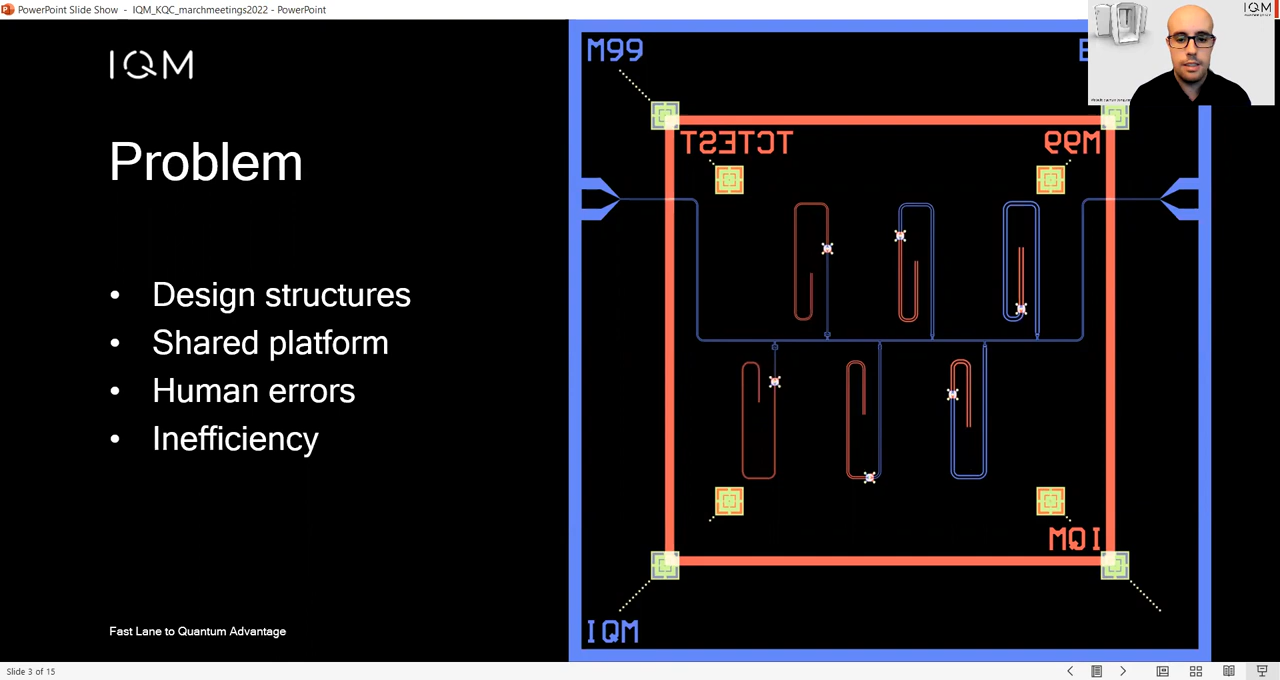 PowerPoint Slide Show - IQM_KQC_marchmeetings2022 - PowerPoint
IQM
IQM
M99
Problem
TCTEST
M99
• Design structures
• Shared platform
• Human errors
• Inefficiency
IQM
IQM
Fast Lane to Quantum Advantage
Slide 3 of 15